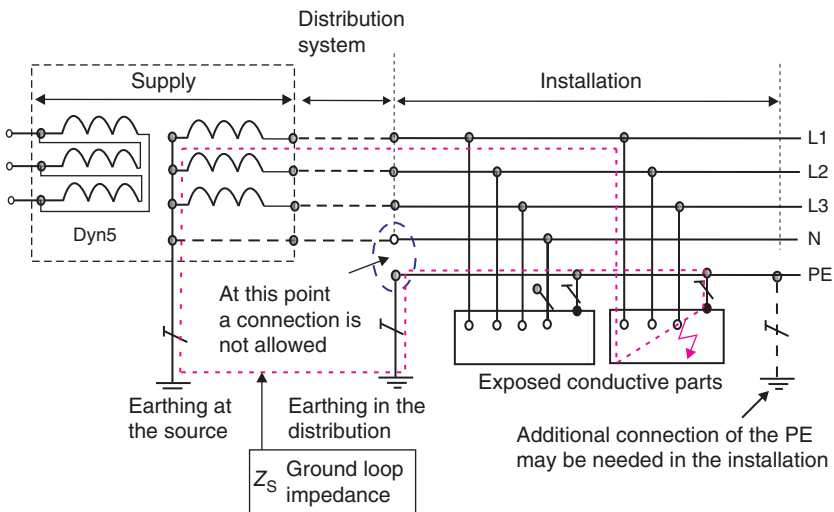 Distribution
system
Supply
Installation
L1
L2
L3
Dyn5
N
PE
At this point
a connection is
not allowed
Exposed conductive parts
Earthing at
the source
Earthing in the
distribution
Additional connection of the PE
may be needed in the installation
ZS Ground loop
impedance